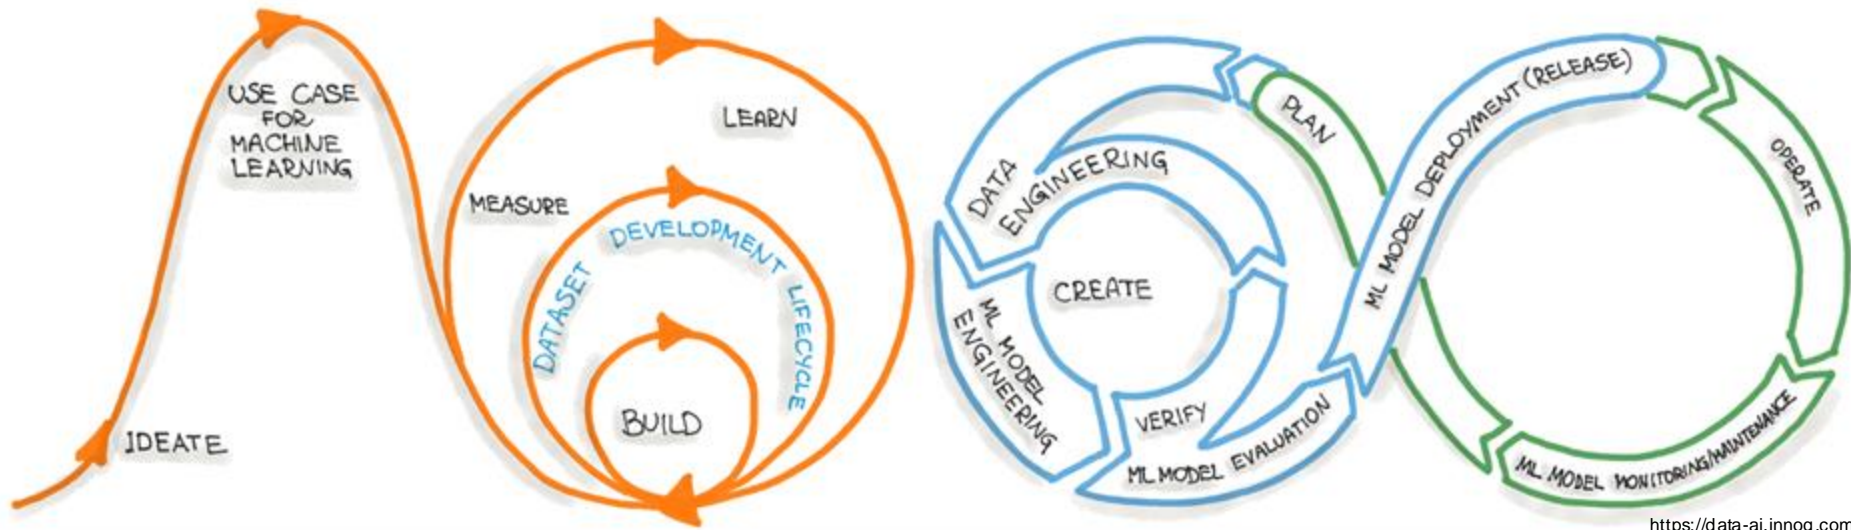 USE CASE
FOR
MACHINE
LEARNING
IDEATE
LEARN
MEASURE
DATASET DEVELOPMENT LIFECYCLE
BUILD
DATA
ENGINEERING
PLAN
CREATE
ML MODEL
ENGINEERING
VERIFY
ML MODEL EVALUATION
ML MODEL DEPLOYMENT (RELEASE)
OPERATE
ML MODEL MONITORING/MAINTENANCE
https://data-ai.innoq.com